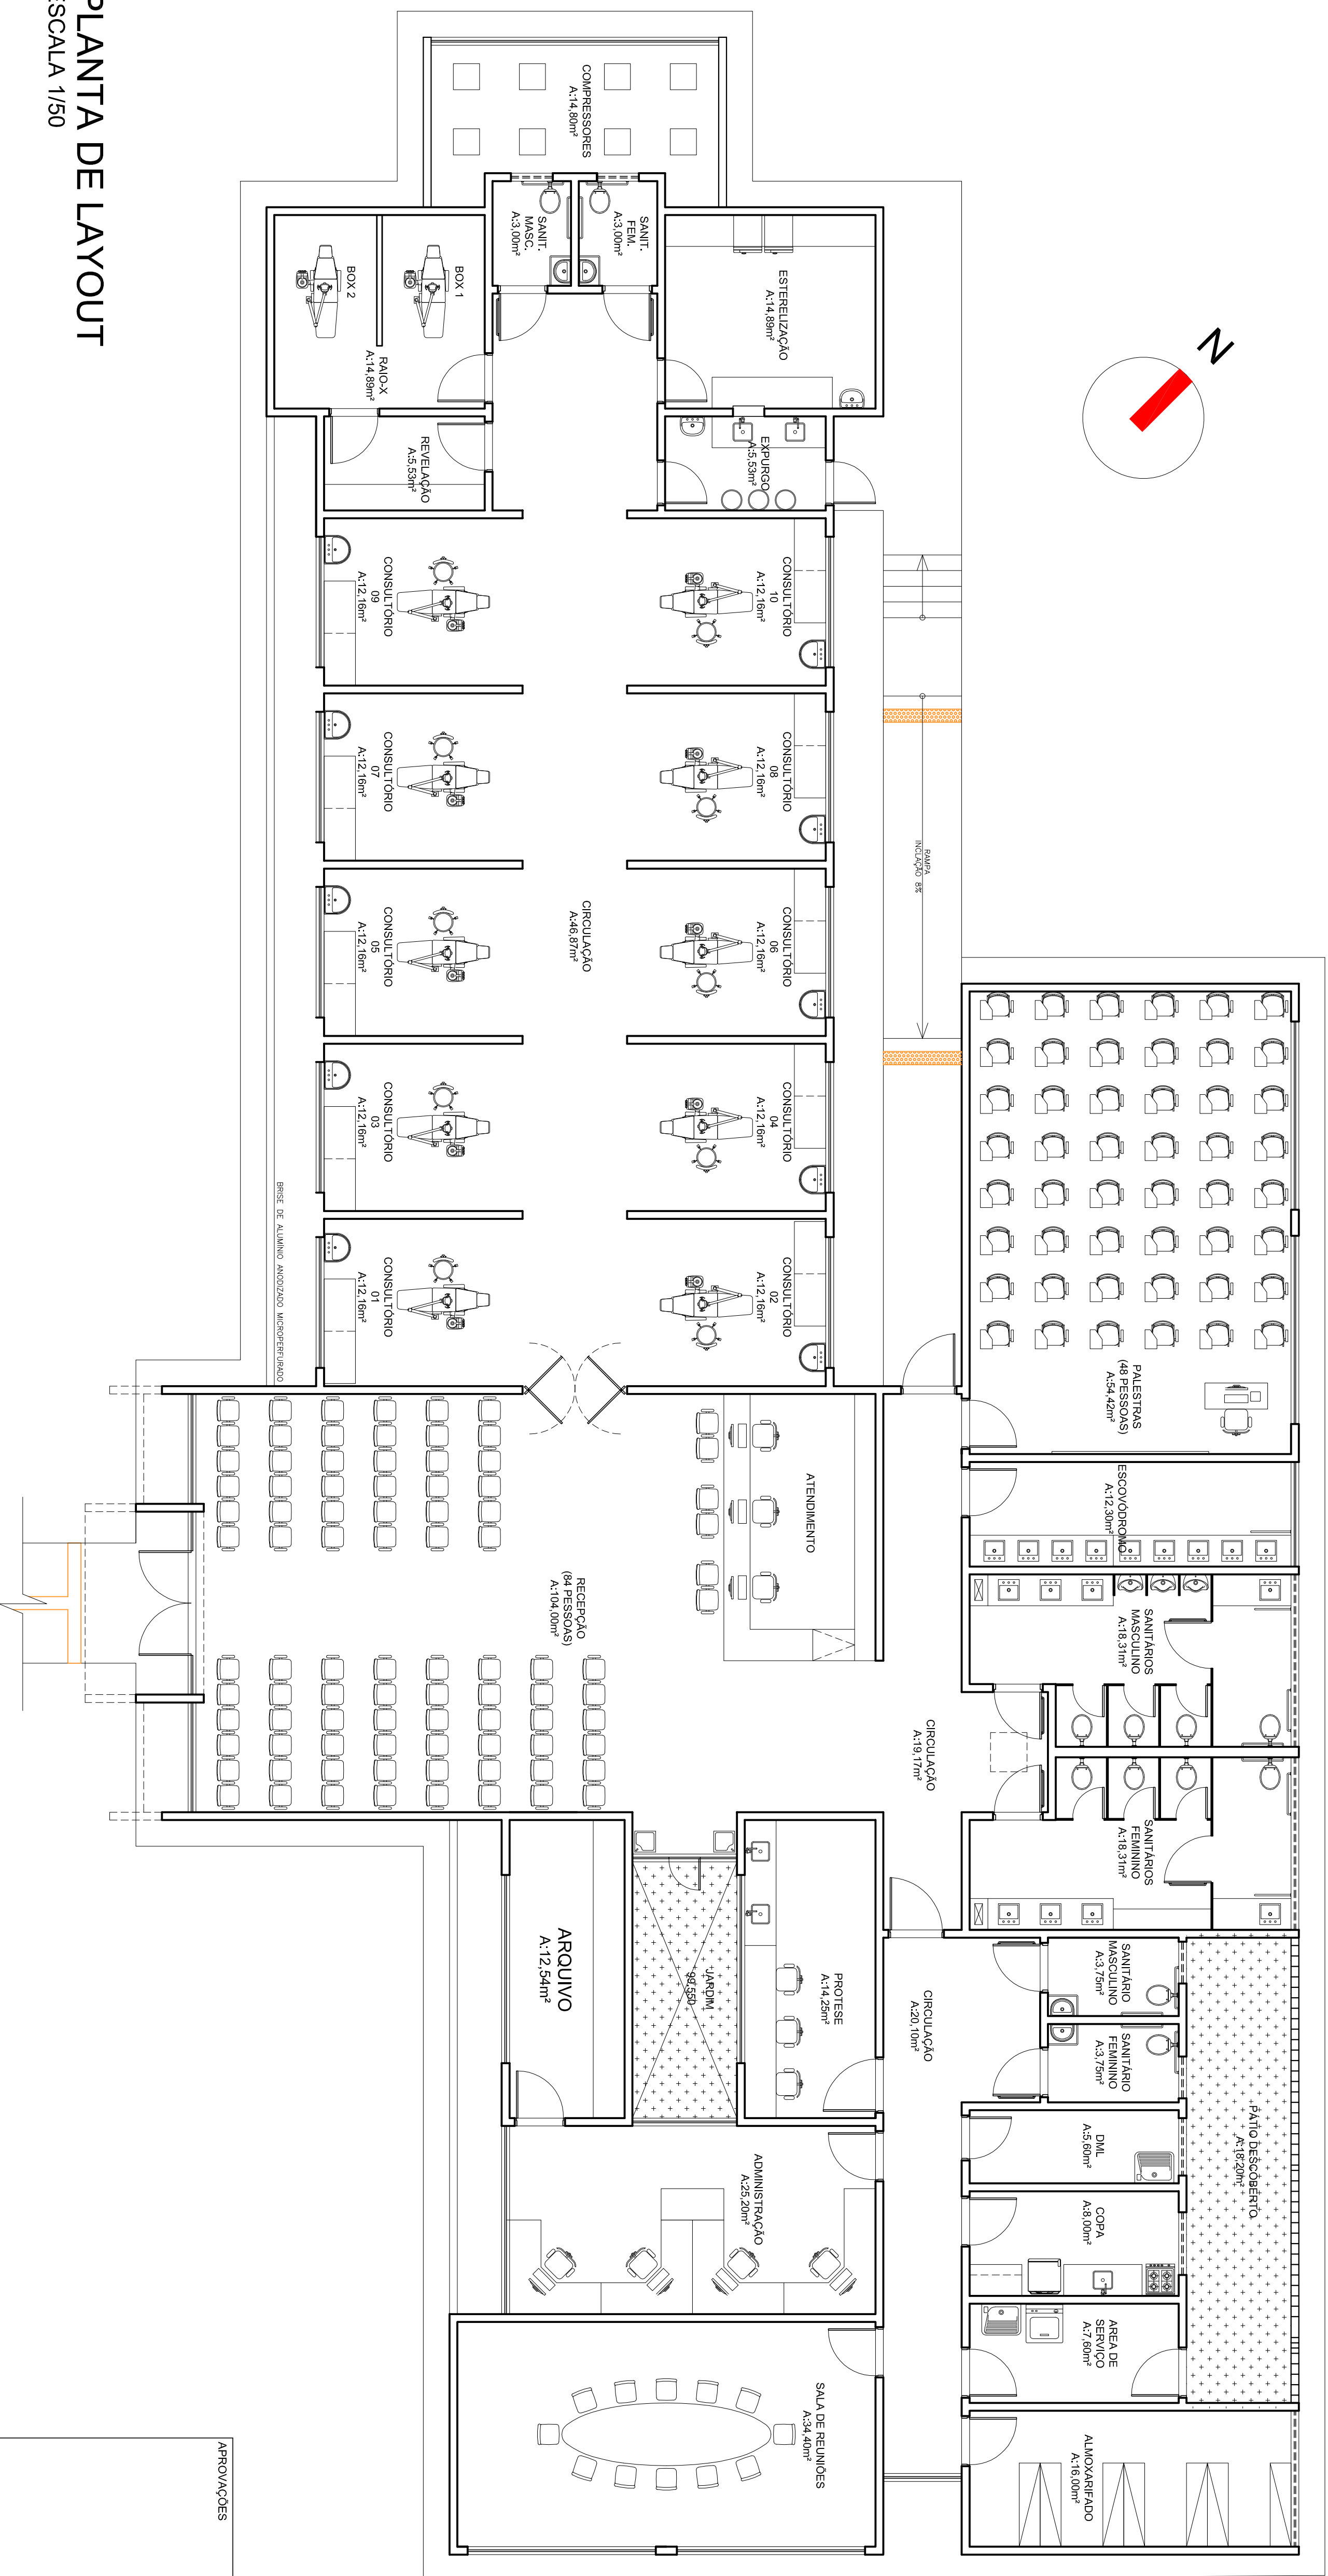 PLANTA DE LAYOUT
ESCALA 1/50
N
COMPRESSORES
A:14,80m²
SANIT.
FEM.
A:3,00m²
SANIT.
MASC.
A:3,00m²
ESTERELIZAÇÃO
A:14,89m²
BOX 1
BOX 2
RAIO-X
A:14,89m²
EXPURGO
A:5,53m²
REVELAÇÃO
A:5,53m²
CONSULTÓRIO
10
A:12,16m²
CONSULTÓRIO
09
A:12,16m²
CONSULTÓRIO
08
A:12,16m²
CONSULTÓRIO
07
A:12,16m²
CONSULTÓRIO
06
A:12,16m²
CONSULTÓRIO
05
A:12,16m²
CIRCULAÇÃO
A:46,87m²
CONSULTÓRIO
04
A:12,16m²
CONSULTÓRIO
03
A:12,16m²
CONSULTÓRIO
02
A:12,16m²
CONSULTÓRIO
01
A:12,16m²
RAMPA
INCLAÇÃO 8%
BRISE DE ALUMÍNIO ANODIZADO MICROPERFURADO
PALESTRAS
(48 PESSOAS)
A:54,42m²
ESCOVÓDROMO
A:12,30m²
ATENDIMENTO
RECEPÇÃO
(84 PESSOAS)
A:104,00m²
SANITÁRIOS
MASCULINO
A:18,31m²
CIRCULAÇÃO
A:19,17m²
SANITÁRIOS
FEMININO
A:18,31m²
ARQUIVO
A:12,54m²
JARDIM
99,550
PROTESE
A:14,25m²
CIRCULAÇÃO
A:20,10m²
SANITÁRIO
MASCULINO
A:3,75m²
SANITÁRIO
FEMININO
A:3,75m²
PÁTIO DESCOBERTO
A:18,20m²
DML
A:5,60m²
COPA
A:8,00m²
ADMINISTRAÇÃO
A:25,20m²
AREA DE
SERVIÇO
A:7,60m²
SALA DE REUNIÕES
A:34,40m²
ALMOXARIFADO
A:16,00m²
APROVAÇÕES